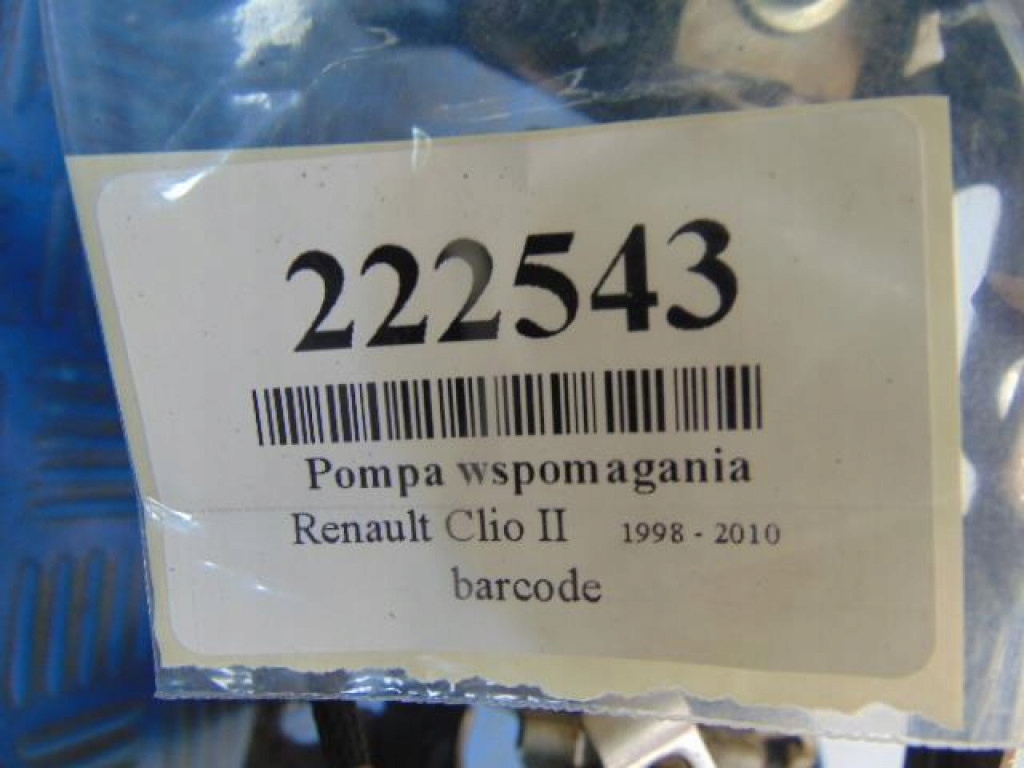 222543
Pompa wspomagania
Renault Clio II 1998 - 2010
barcode